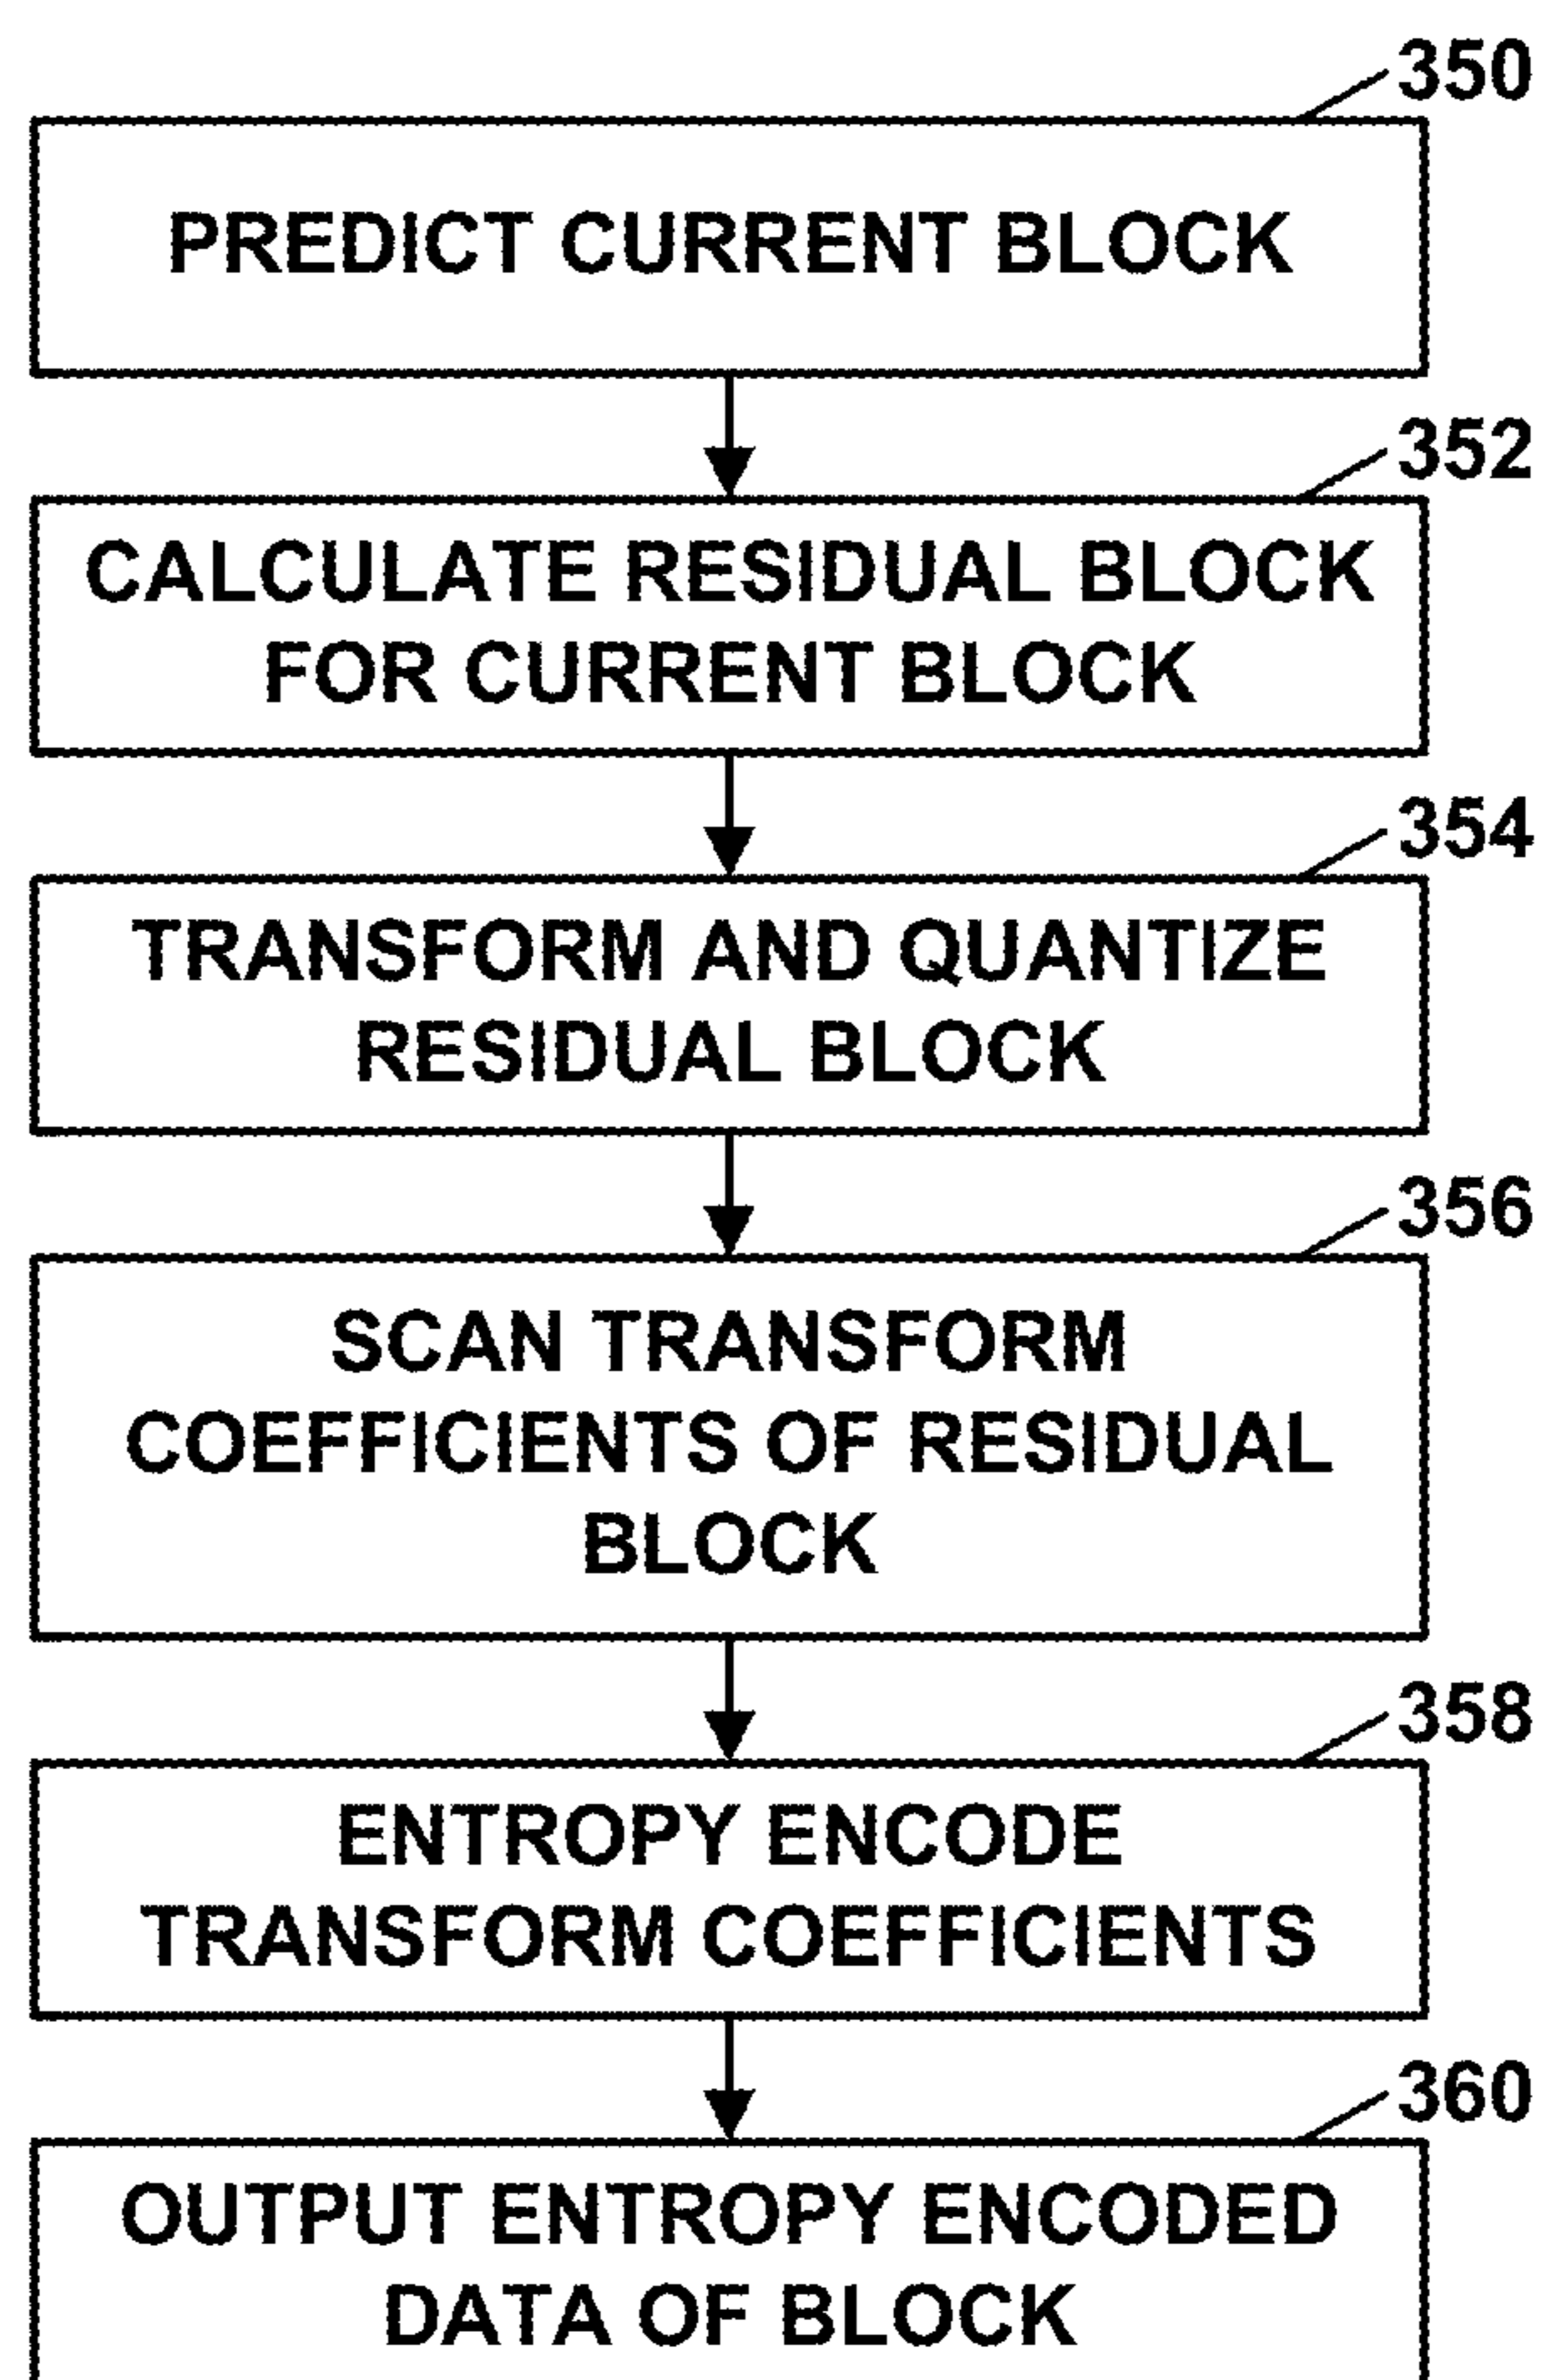 350
PREDICT CURRENT BLOCK
352
CALCULATE RESIDUAL BLOCK
FOR CURRENT BLOCK
354
TRANSFORM AND QUANTIZE
RESIDUAL BLOCK
356
SCAN TRANSFORM
COEFFICIENTS OF RESIDUAL
BLOCK
358
ENTROPY ENCODE
TRANSFORM COEFFICIENTS
360
OUTPUT ENTROPY ENCODED
DATA OF BLOCK